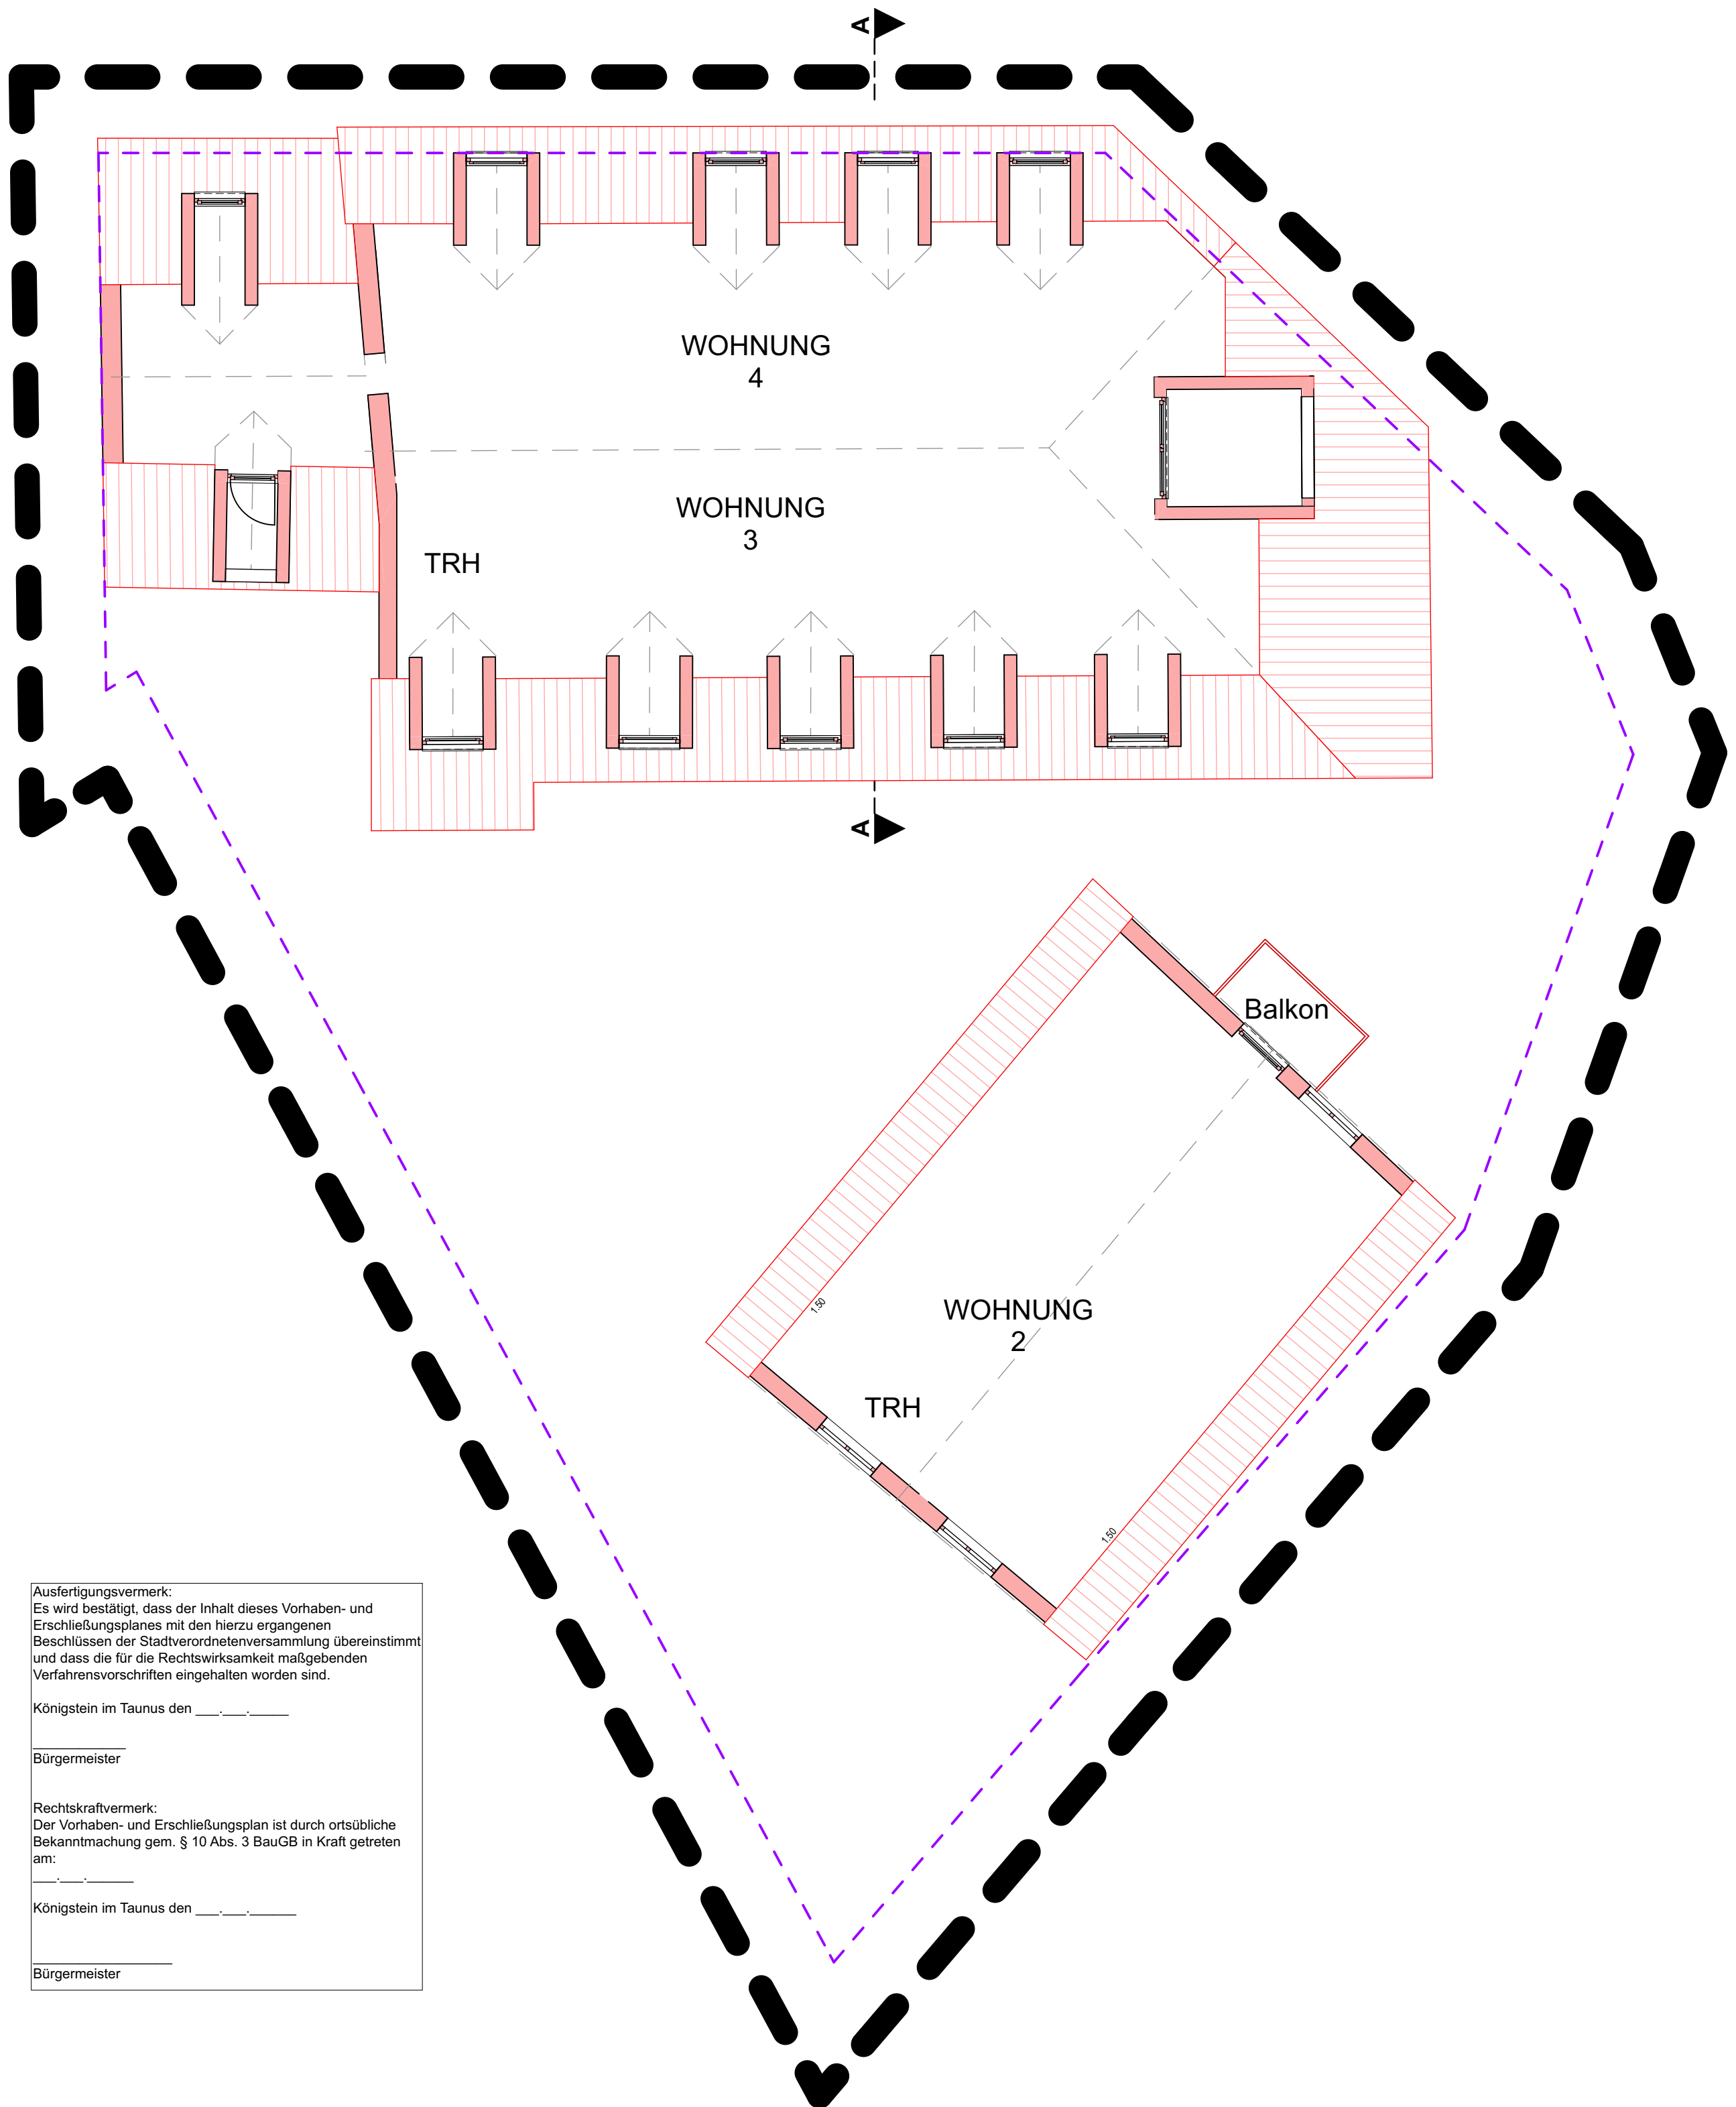 A
WOHNUNG
4
WOHNUNG
3
TRH
A
Balkon
1.50
WOHNUNG
2
TRH
1.50
Ausfertigungsvermerk:
Es wird bestätigt, dass der Inhalt dieses Vorhaben- und
Erschließungsplanes mit den hierzu ergangenen
Beschlüssen der Stadtverordnetenversammlung übereinstimmt
und dass die für die Rechtswirksamkeit maßgebenden
Verfahrensvorschriften eingehalten worden sind.
Königstein im Taunus den ___.___._____
____________
Bürgermeister
Rechtskraftvermerk:
Der Vorhaben- und Erschließungsplan ist durch ortsübliche
Bekanntmachung gem. § 10 Abs. 3 BauGB in Kraft getreten
am:
___.___.______
Königstein im Taunus den ___.___.______
__________________
Bürgermeister